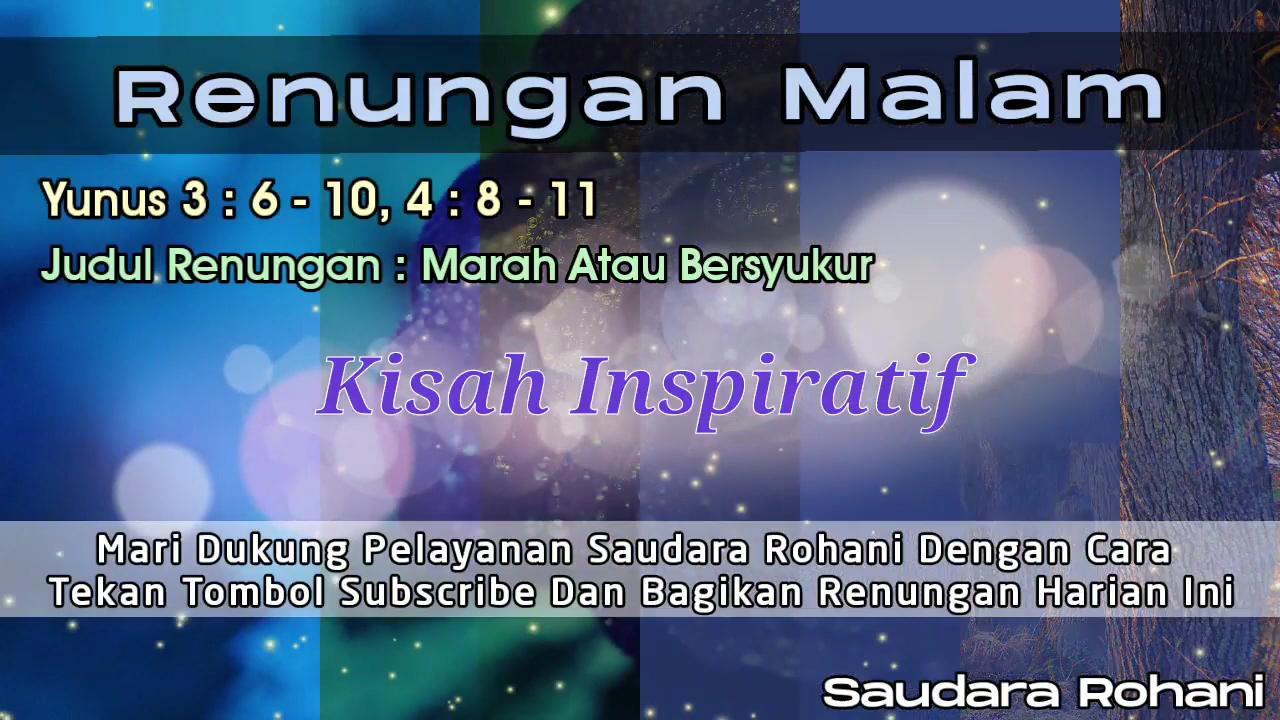 Renungan Malam
Yunus 3 : 6 - 10, 4 : 8 - 11
Judul Renungan : Marah Atau Bersyukur
Kisah Inspiratif
Mari Dukung Pelayanan Saudara Rohani Dengan Cara
Tekan Tombol Subscribe Dan Bagikan Renungan Harian Ini
Saudara Rohani